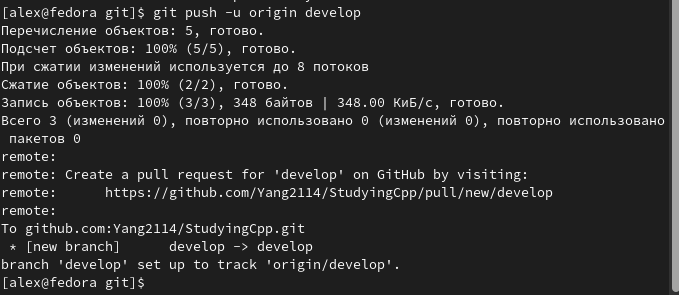 [alex@fedora git]$ git push -u origin develop
Перечисление объектов: 5, готово.
Подсчет объектов: 100% (5/5), готово.
При сжатии изменений используется до 8 потоков
Сжатие объектов: 100% (2/2), готово.
Запись объектов: 100% (3/3), 348 байтов | 348.00 КиБ/с, готово.
Всего 3 (изменений 0), повторно использовано 0 (изменений 0), повторно использовано
 пакетов 0
remote:
remote: Create a pull request for 'develop' on GitHub by visiting:
remote:      https://github.com/Yang2114/StudyingCpp/pull/new/develop
remote:
To github.com:Yang2114/StudyingCpp.git
 * [new branch]      develop -> develop
branch 'develop' set up to track 'origin/develop'.
[alex@fedora git]$